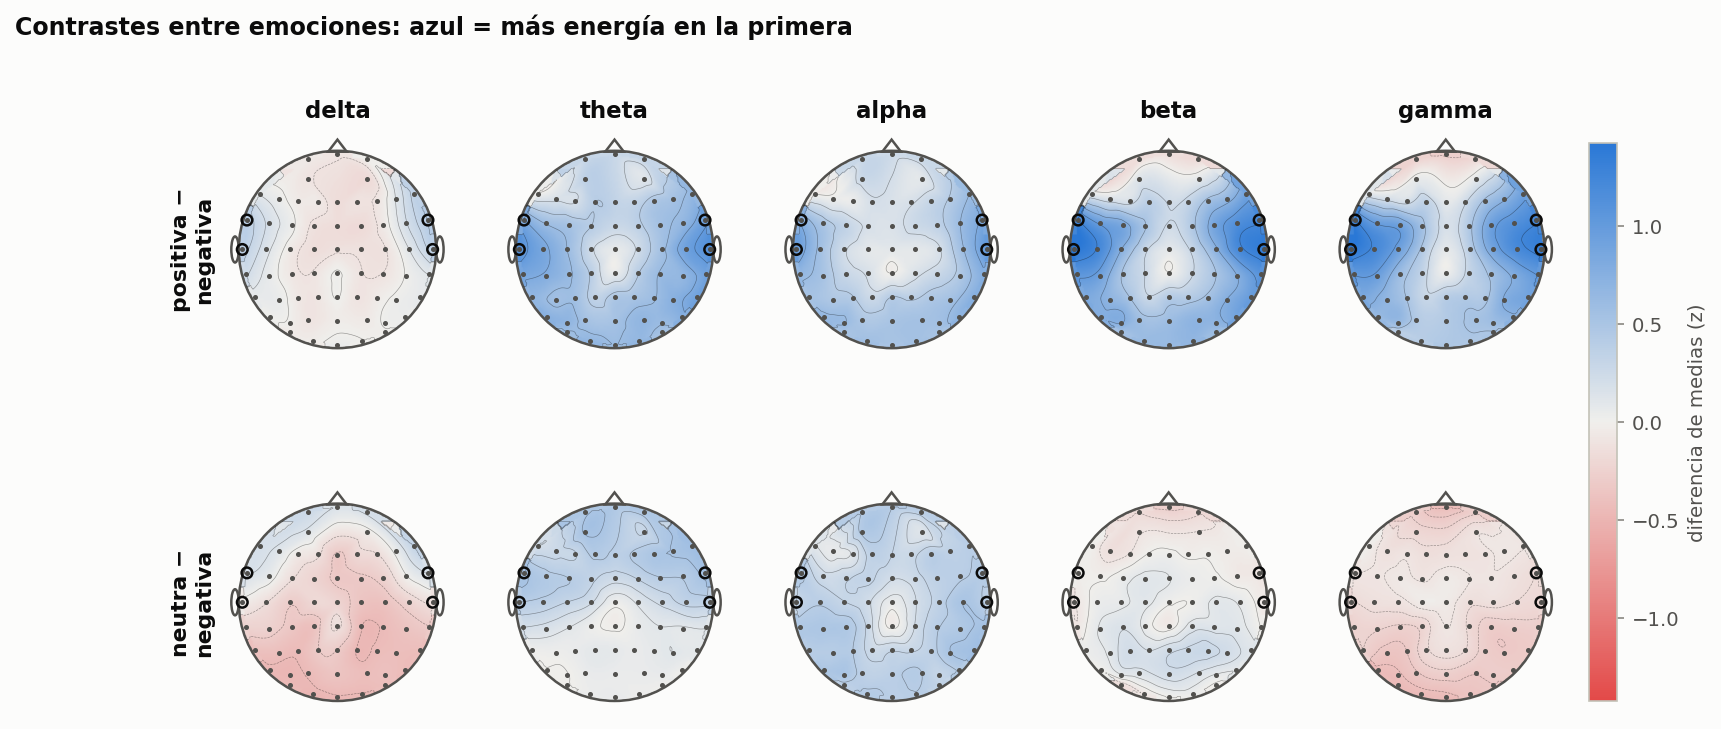 Contrastes entre emociones: azul = más energía en la primera
delta
theta
alpha
beta
gamma
positiva −
negativa
neutra −
negativa
1.0
0.5
0.0
−0.5
−1.0
diferencia de medias (z)